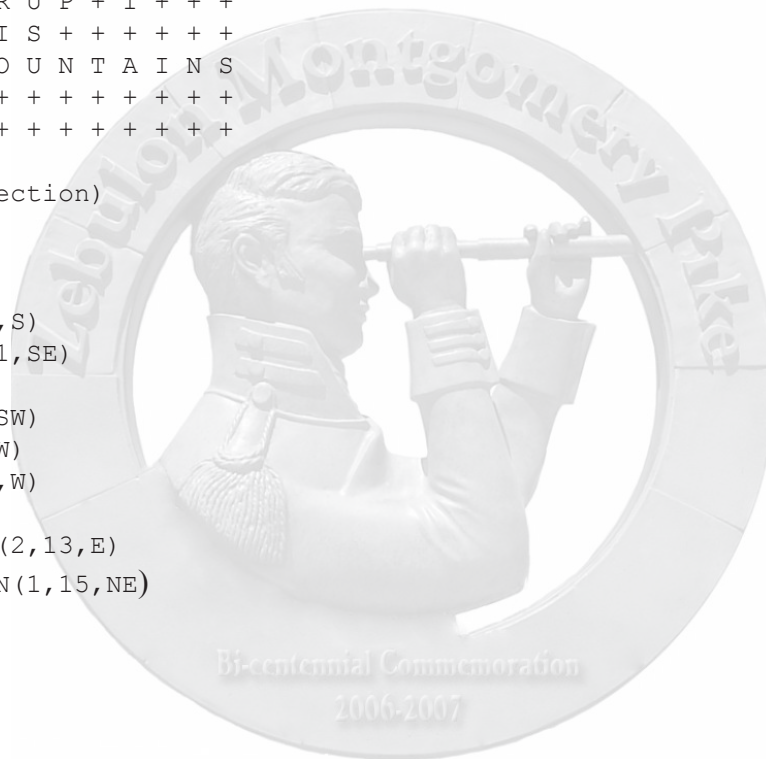 R U P + I + + +
I S + + + + + +
O U N T A I N S
+ + + + + + + +
+ + + + + + + +
ection)
,S)
1,SE)
SW)
W)
,W)
(2,13,E)
N(1,15,NE)
Zebulon Montgomery Pike
Bi-centennial Commemoration
2006-2007